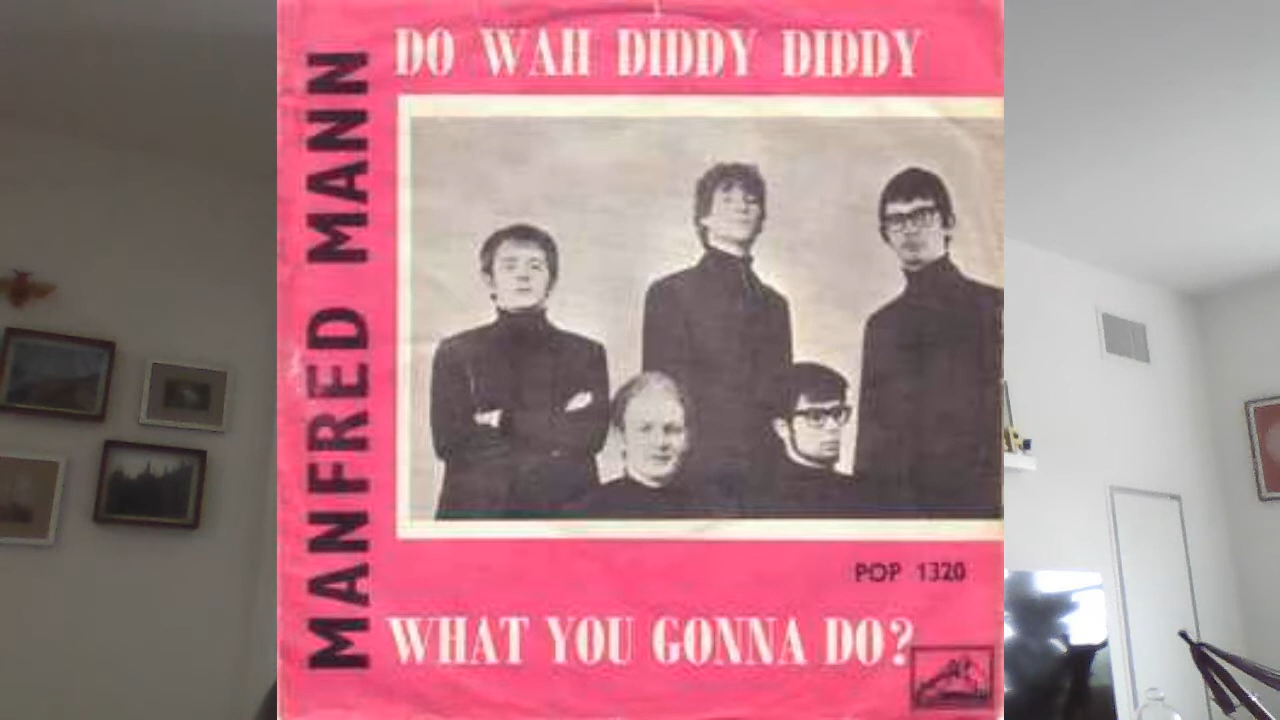 DO WAH DIDDY DIDDY
MANFRED MANN
POP 1320
WHAT YOU GONNA DO?